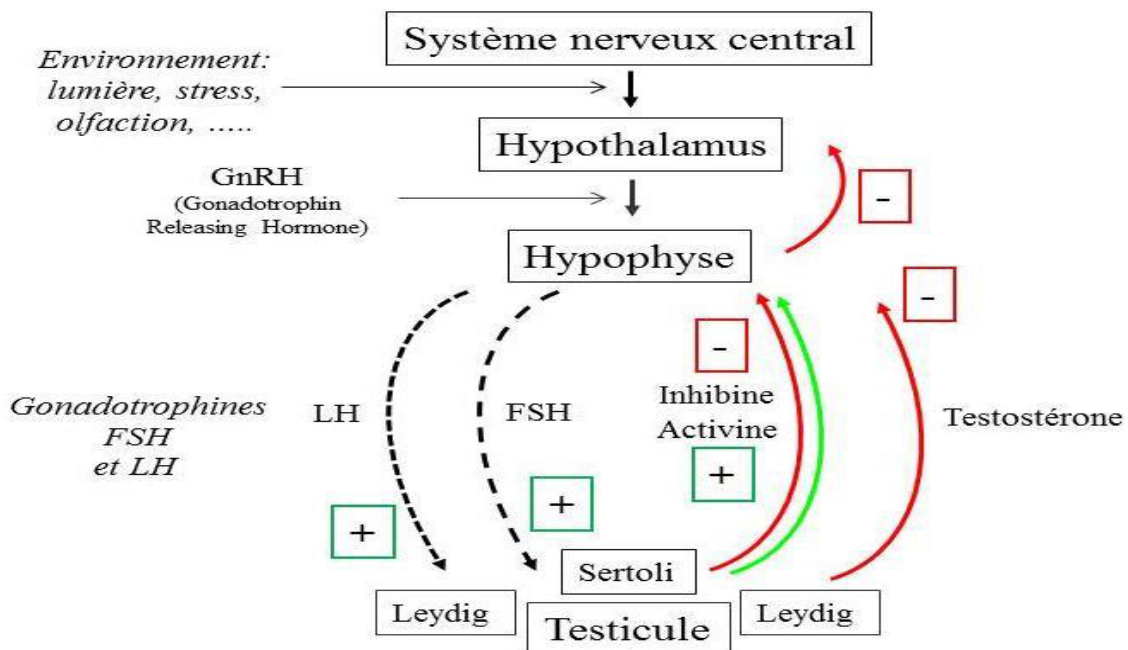 Système nerveux central
Environnement:
lumière, stress,
olfaction, .....
Hypothalamus
GnRH
(Gonadotrophin
Releasing Hormone)
-
Hypophyse
-
-
Gonadotrophines
FSH
et LH
LH
FSH
Inhibine
Activine
Testostérone
+
+
+
Sertoli
Leydig
Testicule
Leydig